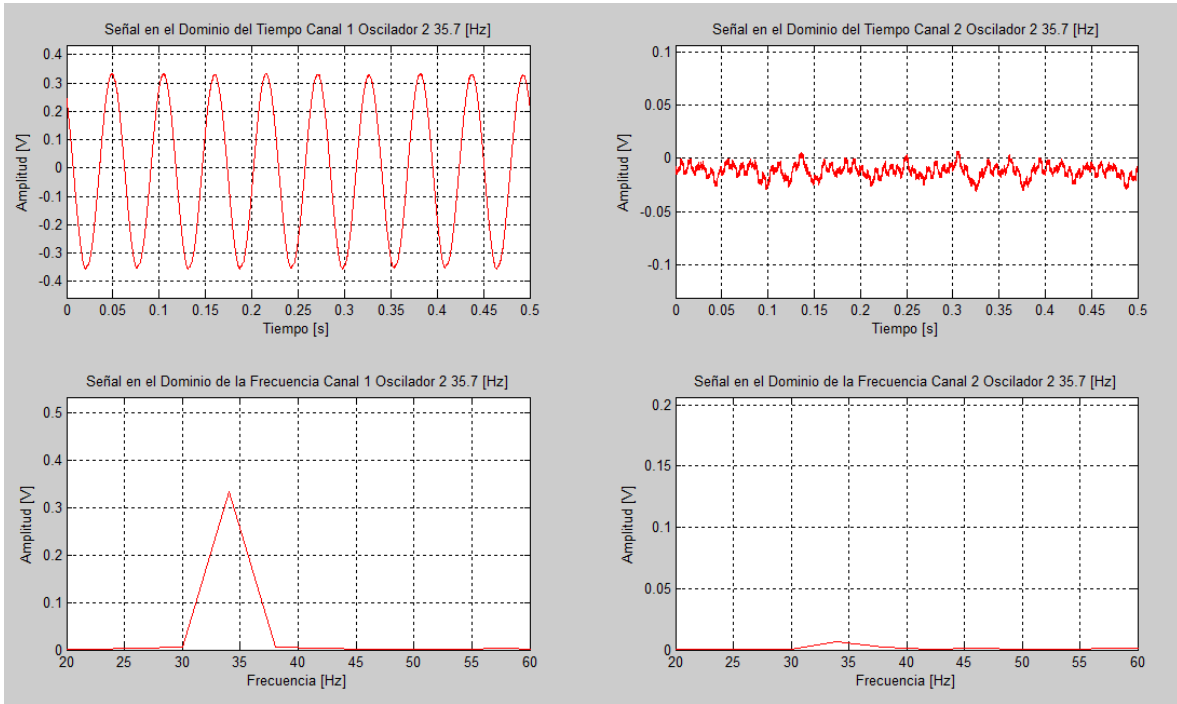 Señal en el Dominio del Tiempo Canal 1 Oscilador 2 35.7 [Hz]
Amplitud [V]
0.4
0.3
0.2
0.1
0
-0.1
-0.2
-0.3
-0.4
0 0.05 0.1 0.15 0.2 0.25 0.3 0.35 0.4 0.45 0.5
Tiempo [s]
Señal en el Dominio del Tiempo Canal 2 Oscilador 2 35.7 [Hz]
Amplitud [V]
0.1
0.05
0
-0.05
-0.1
0 0.05 0.1 0.15 0.2 0.25 0.3 0.35 0.4 0.45 0.5
Tiempo [s]
Señal en el Dominio de la Frecuencia Canal 1 Oscilador 2 35.7 [Hz]
Amplitud [V]
0.5
0.4
0.3
0.2
0.1
0
20 25 30 35 40 45 50 55 60
Frecuencia [Hz]
Señal en el Dominio de la Frecuencia Canal 2 Oscilador 2 35.7 [Hz]
Amplitud [V]
0.2
0.15
0.1
0.05
0
20 25 30 35 40 45 50 55 60
Frecuencia [Hz]